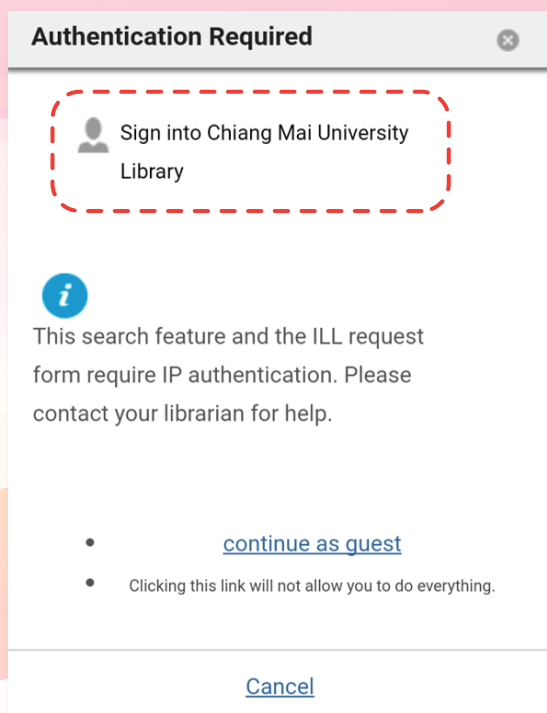 Authentication Required
Sign into Chiang Mai University
Library
This search feature and the ILL request
form require IP authentication. Please
contact your librarian for help.
continue as guest
Clicking this link will not allow you to do everything.
Cancel